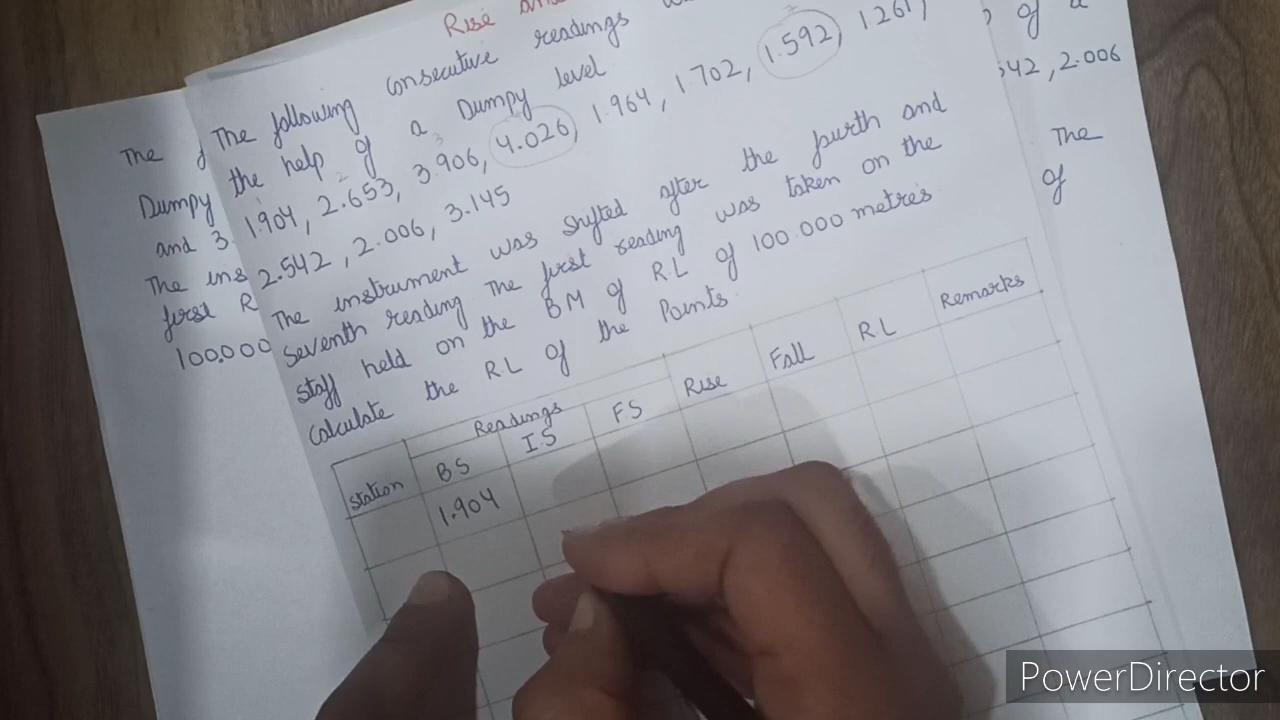 Rise
The following consecutive readings
the help of a Dumpy level
1.904, 2.653, 3.906, 4.026, 1.964, 1.702, 1.592, 1.261,
2.542, 2.006, 3.145
The instrument was shifted after the fourth and
seventh reading The first reading was taken on the
staff held on the BM of R.L of 100.000 metres
Calculate the R.L of the Points.
Station Readings Rise Fall R.L Remarks
BS I.S F.S
1.904
The
Dumpy
and 3.
The ins
first R
100.000
of a
542, 2.006
The
of
1
2
3
PowerDirector